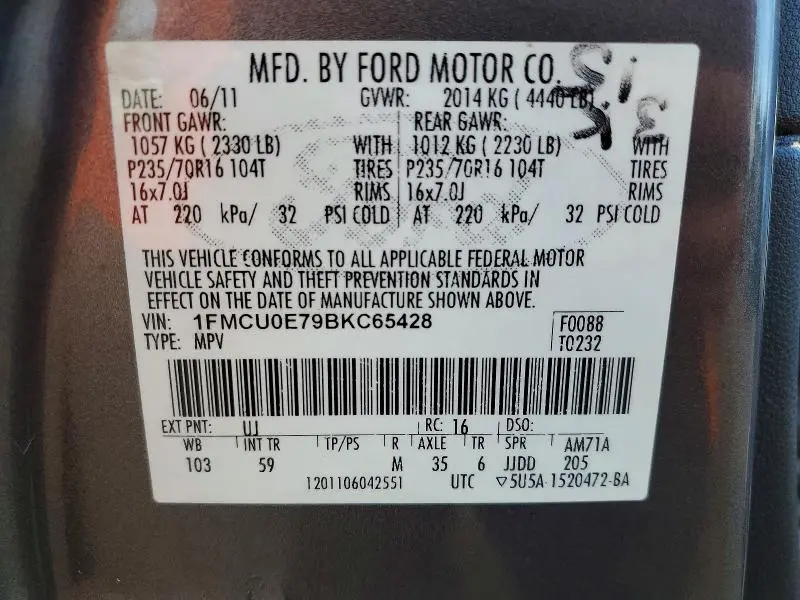 MFD. BY FORD MOTOR CO.
DATE: 06/11 GVWR: 2014 KG ( 4440 LB)
FRONT GAWR: REAR GAWR:
1057 KG ( 2330 LB) WITH 1012 KG ( 2230 LB) WITH
P235/70R16 104T TIRES P235/70R16 104T TIRES
16x7.0J RIMS 16x7.0J RIMS
AT 220 kPa/ 32 PSI COLD AT 220 kPa/ 32 PSI COLD
THIS VEHICLE CONFORMS TO ALL APPLICABLE FEDERAL MOTOR
VEHICLE SAFETY AND THEFT PREVENTION STANDARDS IN
EFFECT ON THE DATE OF MANUFACTURE SHOWN ABOVE.
VIN: 1FMCU0E79BKC65428 F0088
TYPE: MPV T0232
EXT PNT: UJ RC: 16 DSO:
WB INT TR TP/PS R AXLE TR SPR AM71A
103 59 M 35 6 JJDD 205
1201106042551 UTC ▽5U5A-1520472-BA